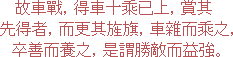 故車戰，得車十乘已上，賞其
先得者，而更其旌旗，車雜而乘之，
卒善而養之，是謂勝敵而益強。